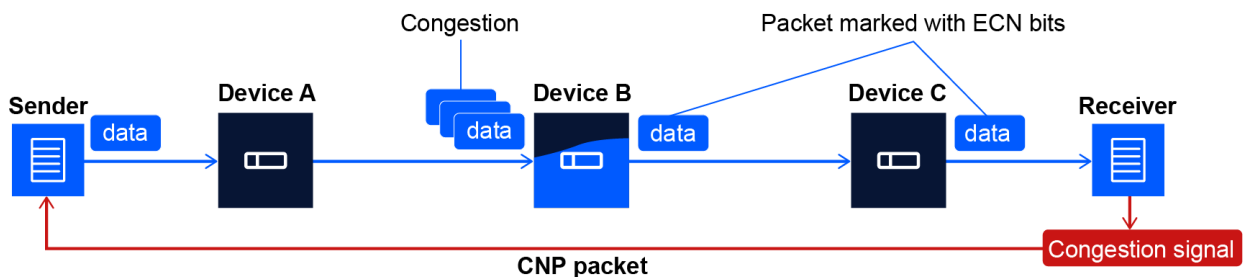 Congestion
Packet marked with ECN bits
Sender
Device A
Device B
Device C
Receiver
data
data
data
data
Congestion signal
CNP packet